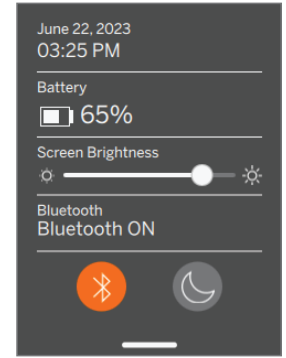 June 22, 2023
03:25 PM
Battery
65%
Screen Brightness
Bluetooth
Bluetooth ON